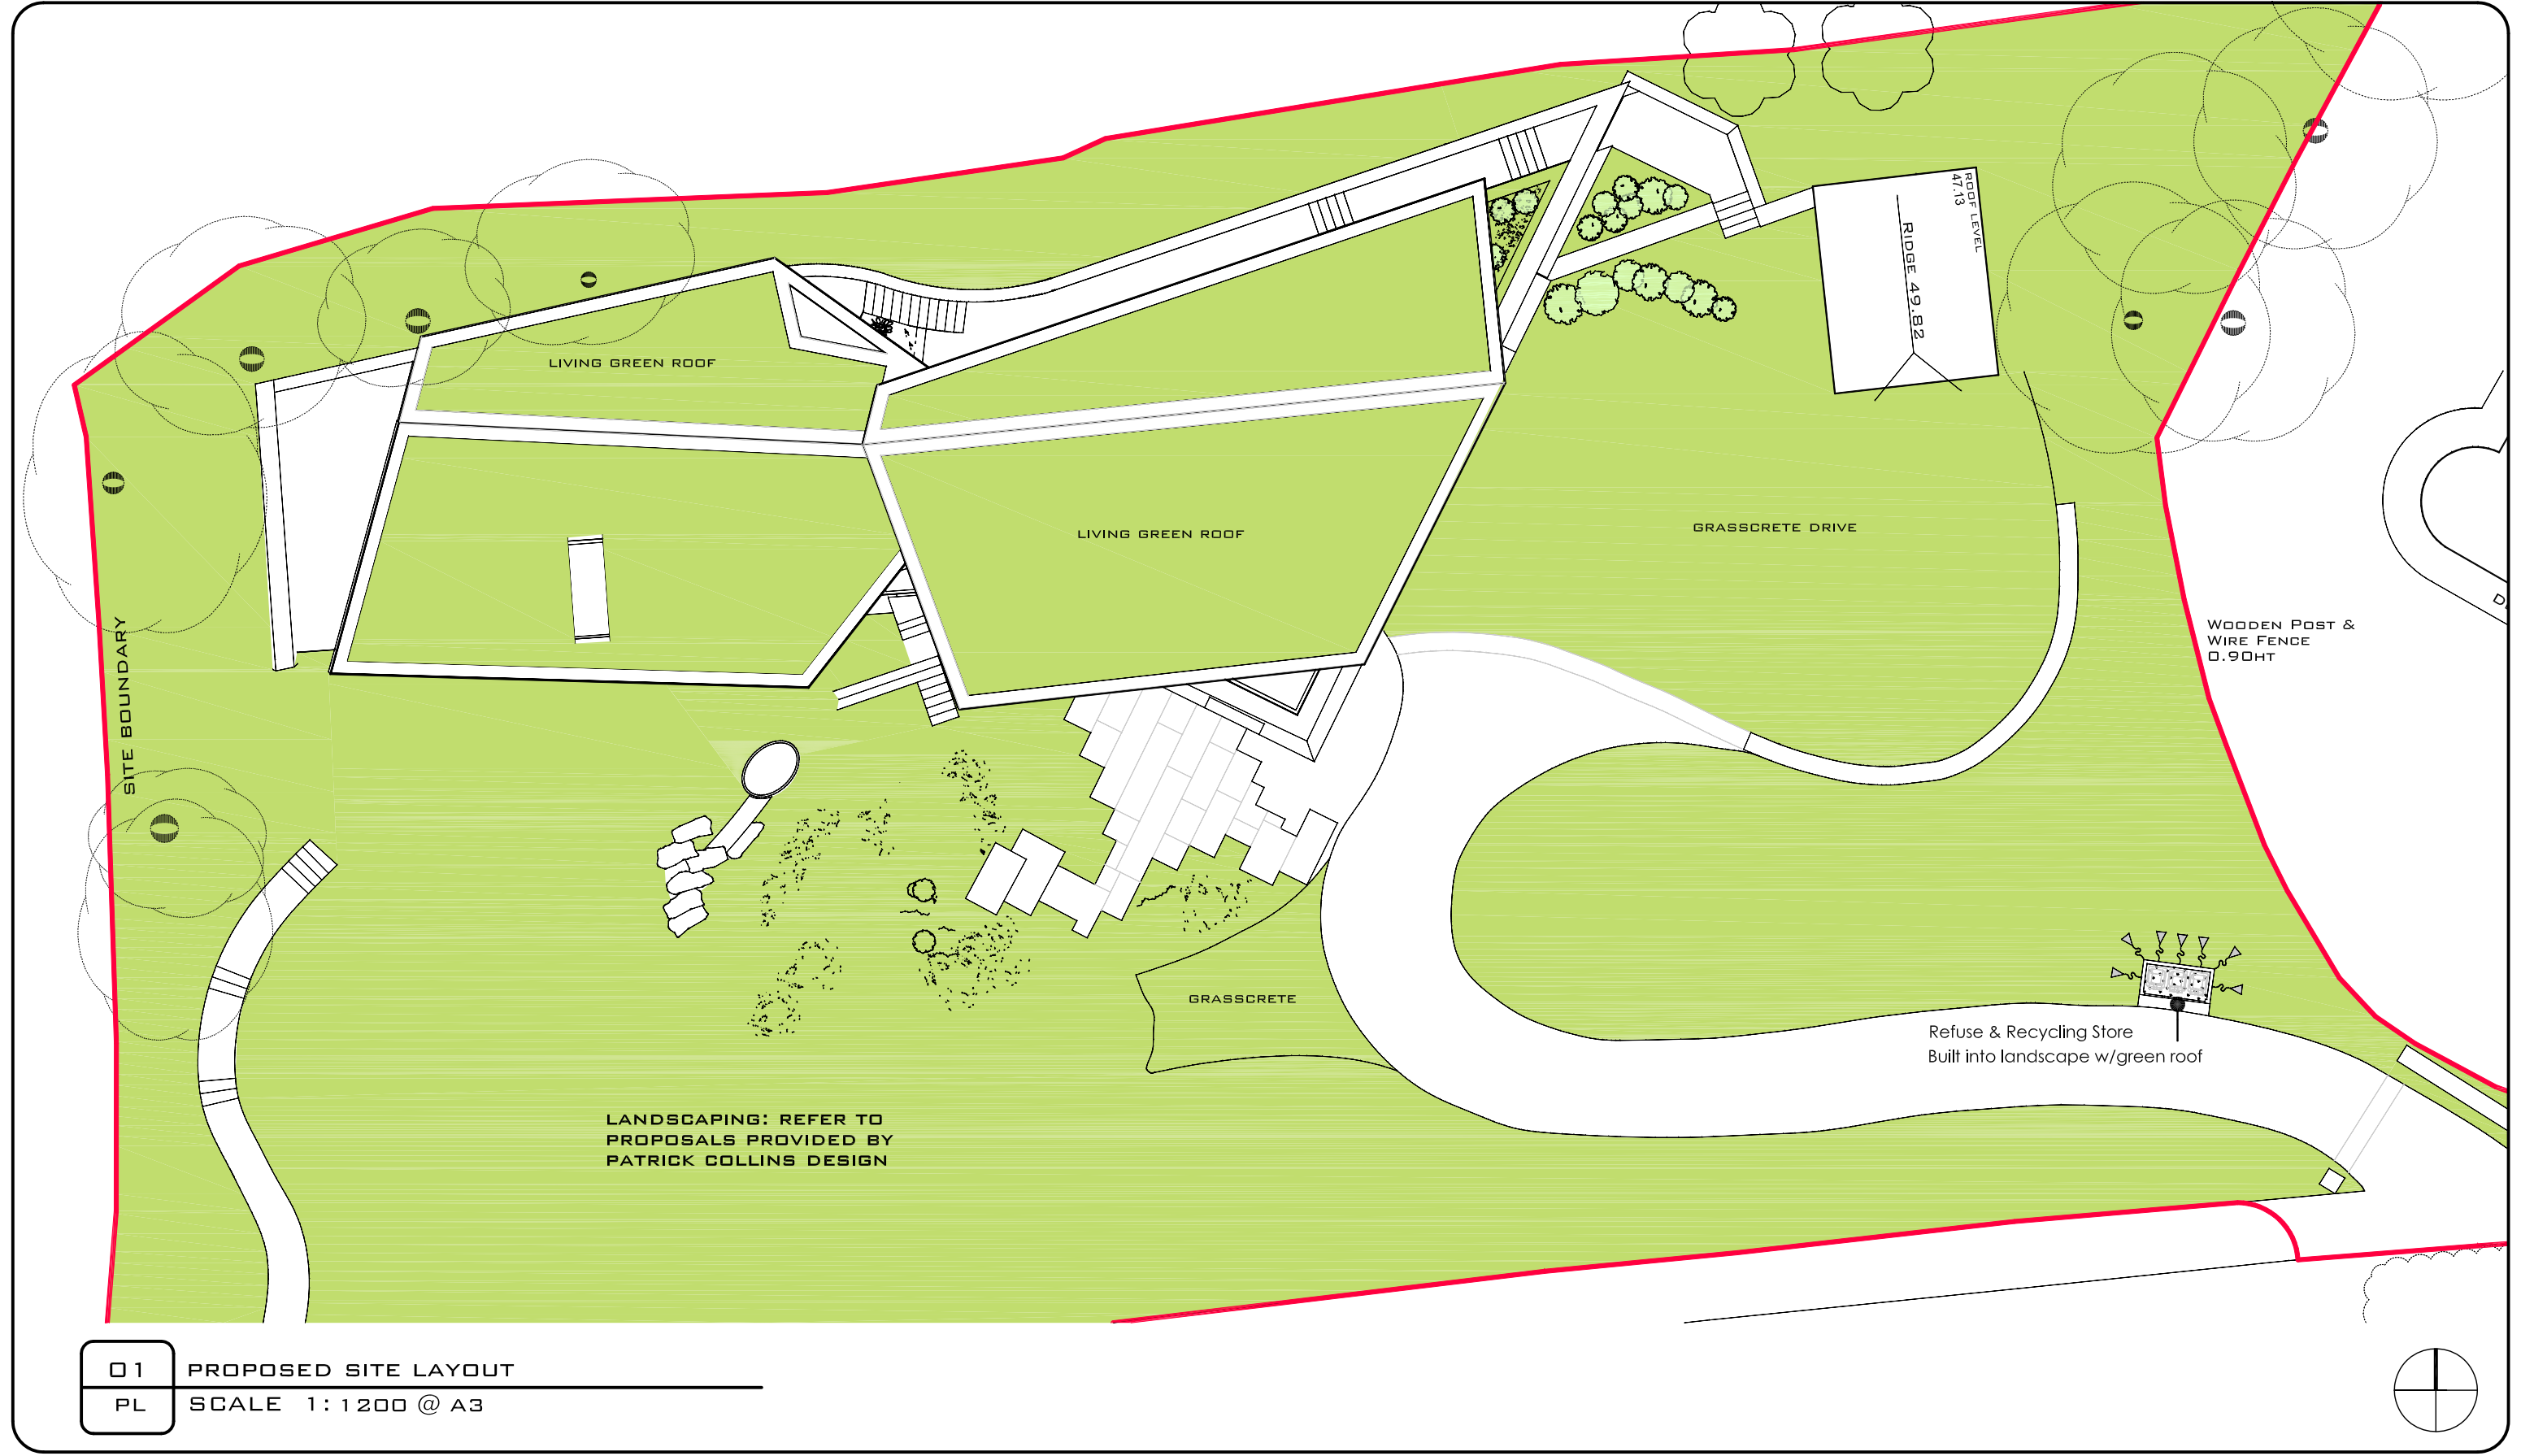 ROOF LEVEL
47.13
RIDGE 49.82
LIVING GREEN ROOF
LIVING GREEN ROOF
GRASSCRETE DRIVE
WOODEN POST &
WIRE FENCE
0.90HT
SITE BOUNDARY
GRASSCRETE
Refuse & Recycling Store
Built into landscape w/green roof
LANDSCAPING: REFER TO
PROPOSALS PROVIDED BY
PATRICK COLLINS DESIGN
01
PROPOSED SITE LAYOUT
PL
SCALE 1:1200 @ A3